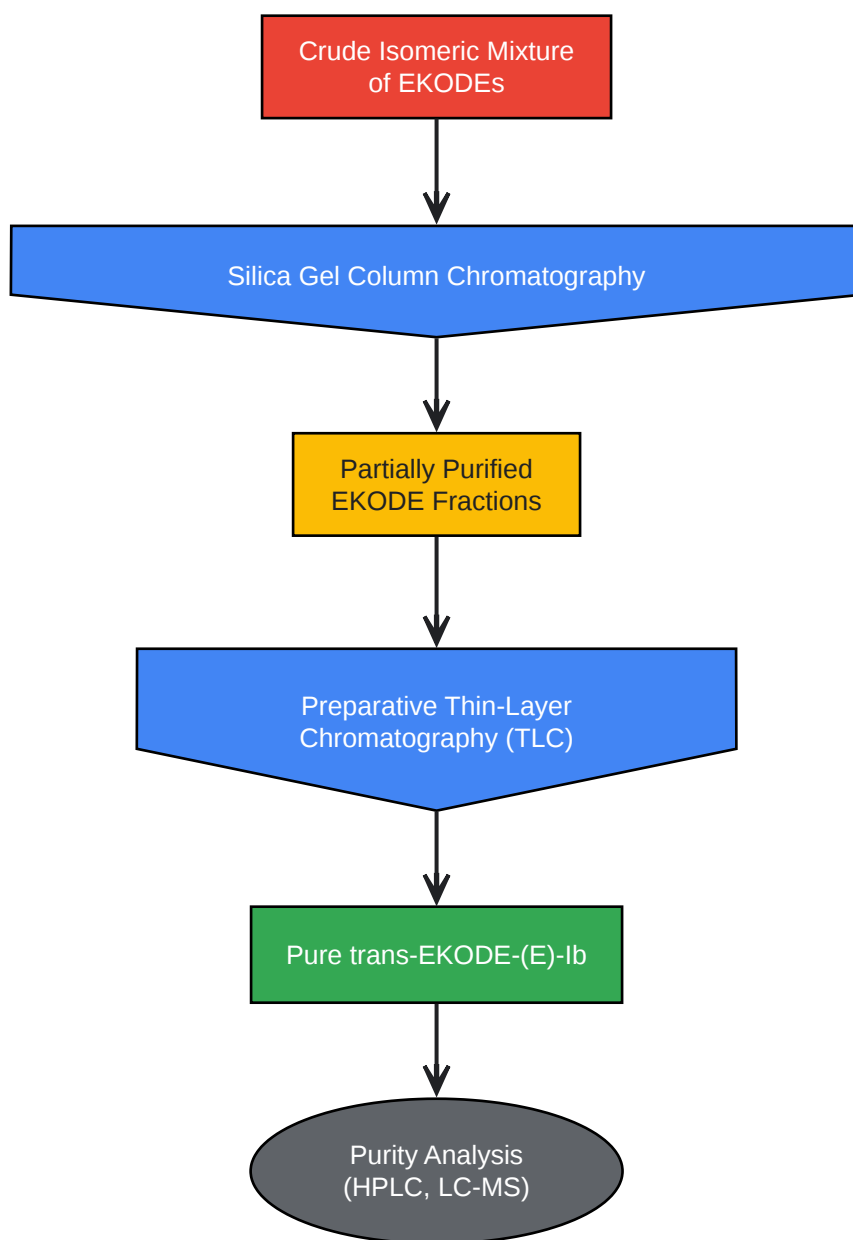 Crude Isomeric Mixture
of EKODEs
Silica Gel Column Chromatography
Partially Purified
EKODE Fractions
Preparative Thin-Layer
Chromatography (TLC)
Pure trans-EKODE-(E)-Ib
Purity Analysis
(HPLC, LC-MS)